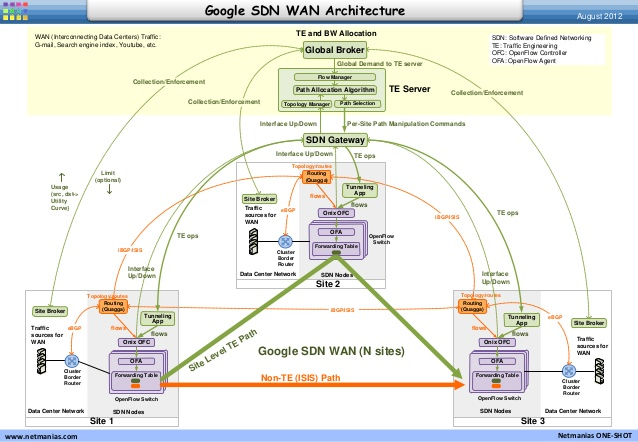 Google SDN WAN Architecture
August 2012
WAN (Interconnecting Data Centers) Traffic:
G-mail, Search engine index, Youtube, etc.
TE and BW Allocation
Global Broker
SDN: Software Defined Networking
TE: Traffic Engineering
OFC: OpenFlow Controller
OFA: OpenFlow Agent
Global Demand to TE server
Flow Manager
Path Allocation Algorithm
Topology Manager
Path Selection
TE Server
Collection/Enforcement
Collection/Enforcement
Collection/Enforcement
Interface Up/Down
Per-Site Path Manipulation Commands
SDN Gateway
Interface Up/Down
TE ops
Usage
(src, dst->
Utility
Curve)
Limit
(optional)
Topology/routes
Routing
(Quagga)
Tunneling
App
Site Broker
flows
flows
Traffic
sources for
WAN
eBGP
Onix OFC
OFA
Forwarding Table
OpenFlow
Switch
Cluster
Border
Router
Data Center Network
SDN Nodes
Site 2
iBGP/ISIS
iBGP/ISIS
TE ops
TE ops
Interface
Up/Down
Interface
Up/Down
Topology/routes
Routing
(Quagga)
Site Broker
Tunneling
App
iBGP/ISIS
eBGP
flows
flows
Traffic
sources for
WAN
Onix OFC
OFA
Forwarding Table
Cluster
Border
Router
OpenFlow Switch
Data Center Network
SDN Nodes
Site 1
Site Level TE Path
Google SDN WAN (N sites)
Non-TE (ISIS) Path
Topology/routes
Routing
(Quagga)
Tunneling
App
Site Broker
eBGP
flows
flows
Traffic
sources for
WAN
Onix OFC
OFA
Forwarding Table
Cluster
Border
Router
OpenFlow Switch
SDN Nodes
Data Center Network
Site 3
www.netmanias.com
Netmanias ONE-SHOT